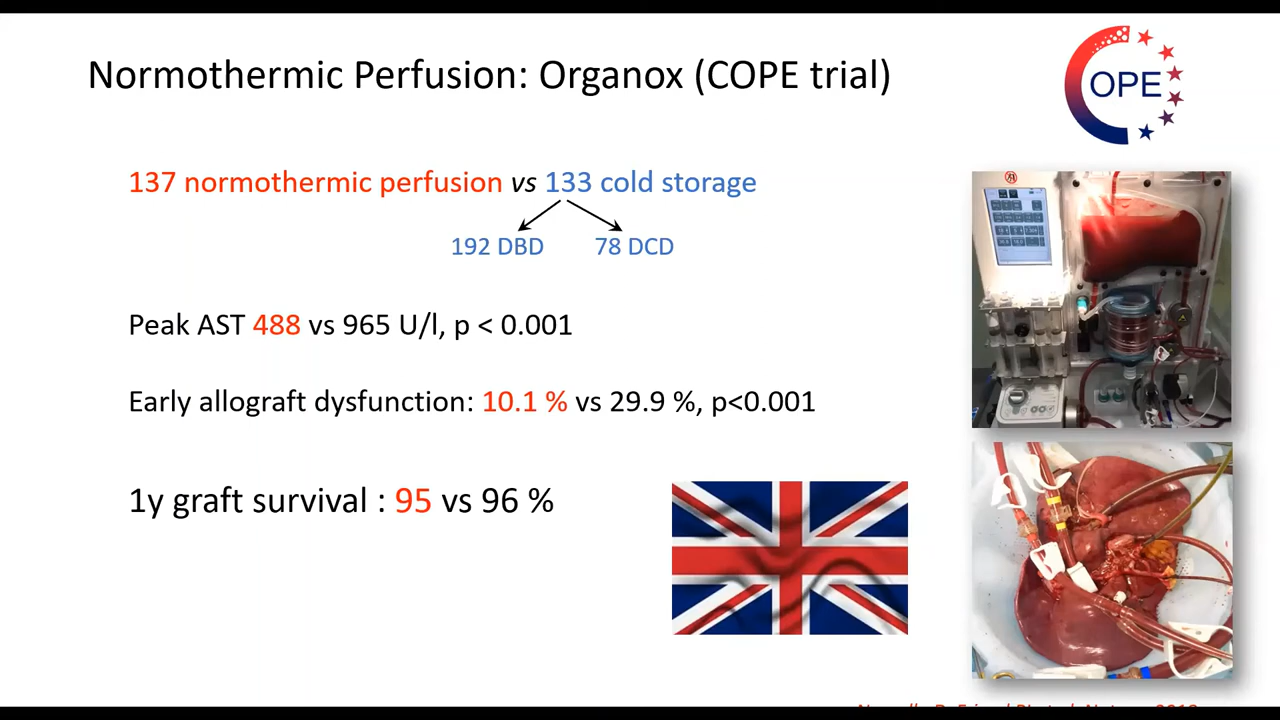 Normothermic Perfusion: Organox (COPE trial)
OPE
137 normothermic perfusion vs 133 cold storage
192 DBD 78 DCD
Peak AST 488 vs 965 U/l, p < 0.001
Early allograft dysfunction: 10.1 % vs 29.9 %, p<0.001
1y graft survival : 95 vs 96 %